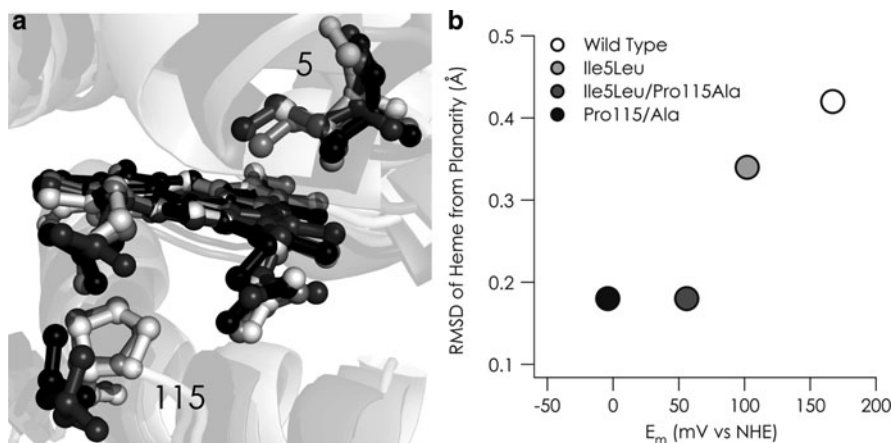 a
5
115
b
RMSD of Heme from Planarity (Å)
0.5
0.4
0.3
0.2
0.1
Wild Type
Ile5Leu
Ile5Leu/Pro115Ala
Pro115/Ala
-50 0 50 100 150 200
Em (mV vs NHE)